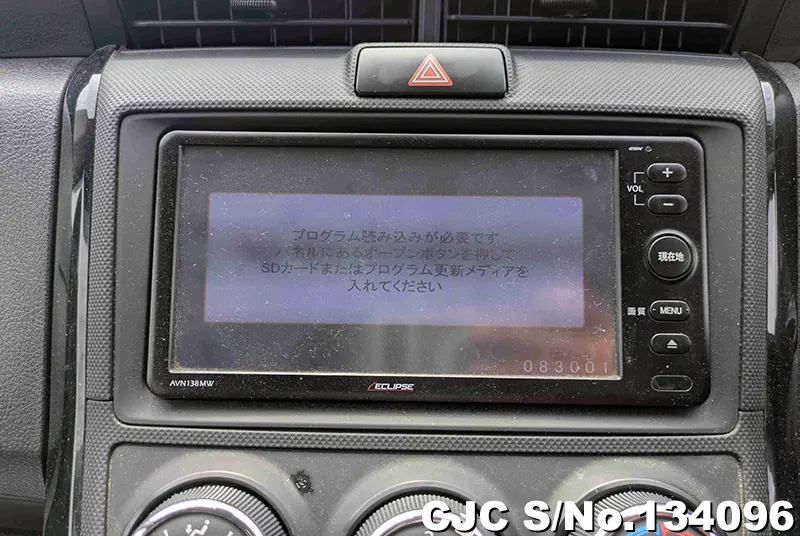 ESN
+
VOL
−
プログラム読み込みが必要です
パネルにあるオープンボタンを押して
SDカードまたはプログラム更新メディアを
入れてください
現在地
画質 MENU
083001
AVN138MW
ECLIPSE
CJC S/No.134096